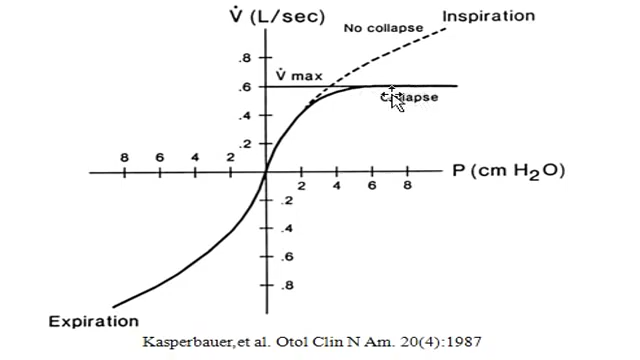 V̇ (L/sec)
Inspiration
No collapse
.8
V̇ max
.6
Collapse
.4
.2
8 6 4 2
P (cm H₂O)
2 4 6 8
.2
.4
.6
.8
Expiration
Kasperbauer,et al. Otol Clin N Am. 20(4):1987